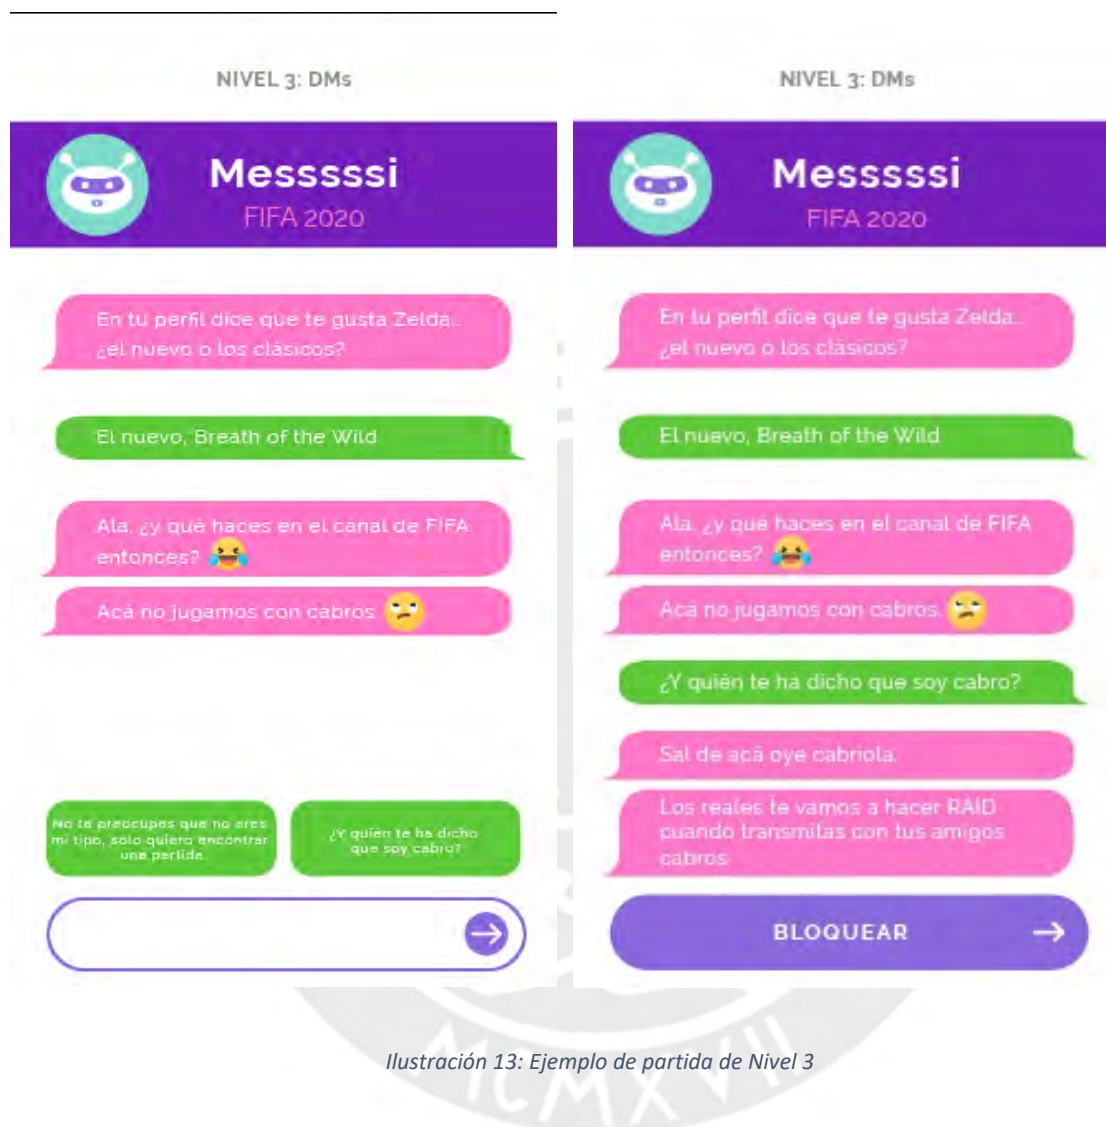 NIVEL 3: DMs
Messsssi
FIFA 2020
En tu perfil dice que te gusta Zelda..
¿el nuevo o los clásicos?
El nuevo, Breath of the Wild
Ala, ¿y qué haces en el canal de FIFA
entonces?
Acá no jugamos con cabros
No te preocupes que no eres
mi tipo, solo quiero encontrar
una partida.
¿Y quién te ha dicho
que soy cabro?
NIVEL 3: DMs
Messsssi
FIFA 2020
En tu perfil dice que te gusta Zelda...
¿el nuevo o los clásicos?
El nuevo, Breath of the Wild
Ala, ¿y qué haces en el canal de FIFA
entonces?
Acá no jugamos con cabros.
¿Y quién te ha dicho que soy cabro?
Sal de acá oye cabriola.
Los reales te vamos a hacer RAID
cuando transmitas con tus amigos
cabros
BLOQUEAR
Ilustración 13: Ejemplo de partida de Nivel 3
MCMXVII